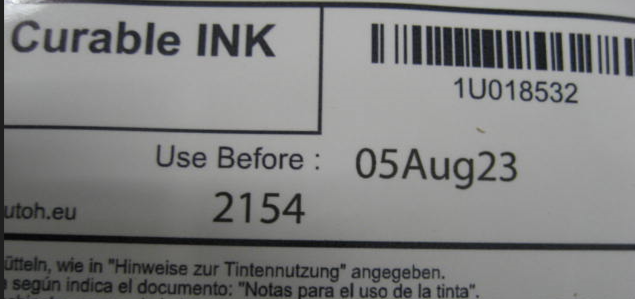 Curable INK
1U018532
Use Before : 05Aug23
utoh.eu 2154
ütteln, wie in "Hinweise zur Tintennutzung" angegeben.
según indica el documento: "Notas para el uso de la tinta".